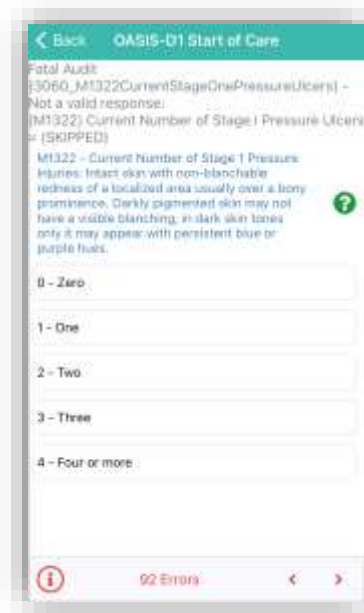 Back OASIS-D1 Start of Care
Fatal Audit
(3060_M1322CurrentStageOnePressureUlcers) -
Not a valid response:
(M1322) Current Number of Stage I Pressure Ulcers
= (SKIPPED)
M1322 - Current Number of Stage 1 Pressure
Injuries: Intact skin with non-blanchable
redness of a localized area usually over a bony
prominence. Darkly pigmented skin may not
have a visible blanching; in dark skin tones
only it may appear with persistent blue or
purple hues.
0 - Zero
1 - One
2 - Two
3 - Three
4 - Four or more
92 Errors